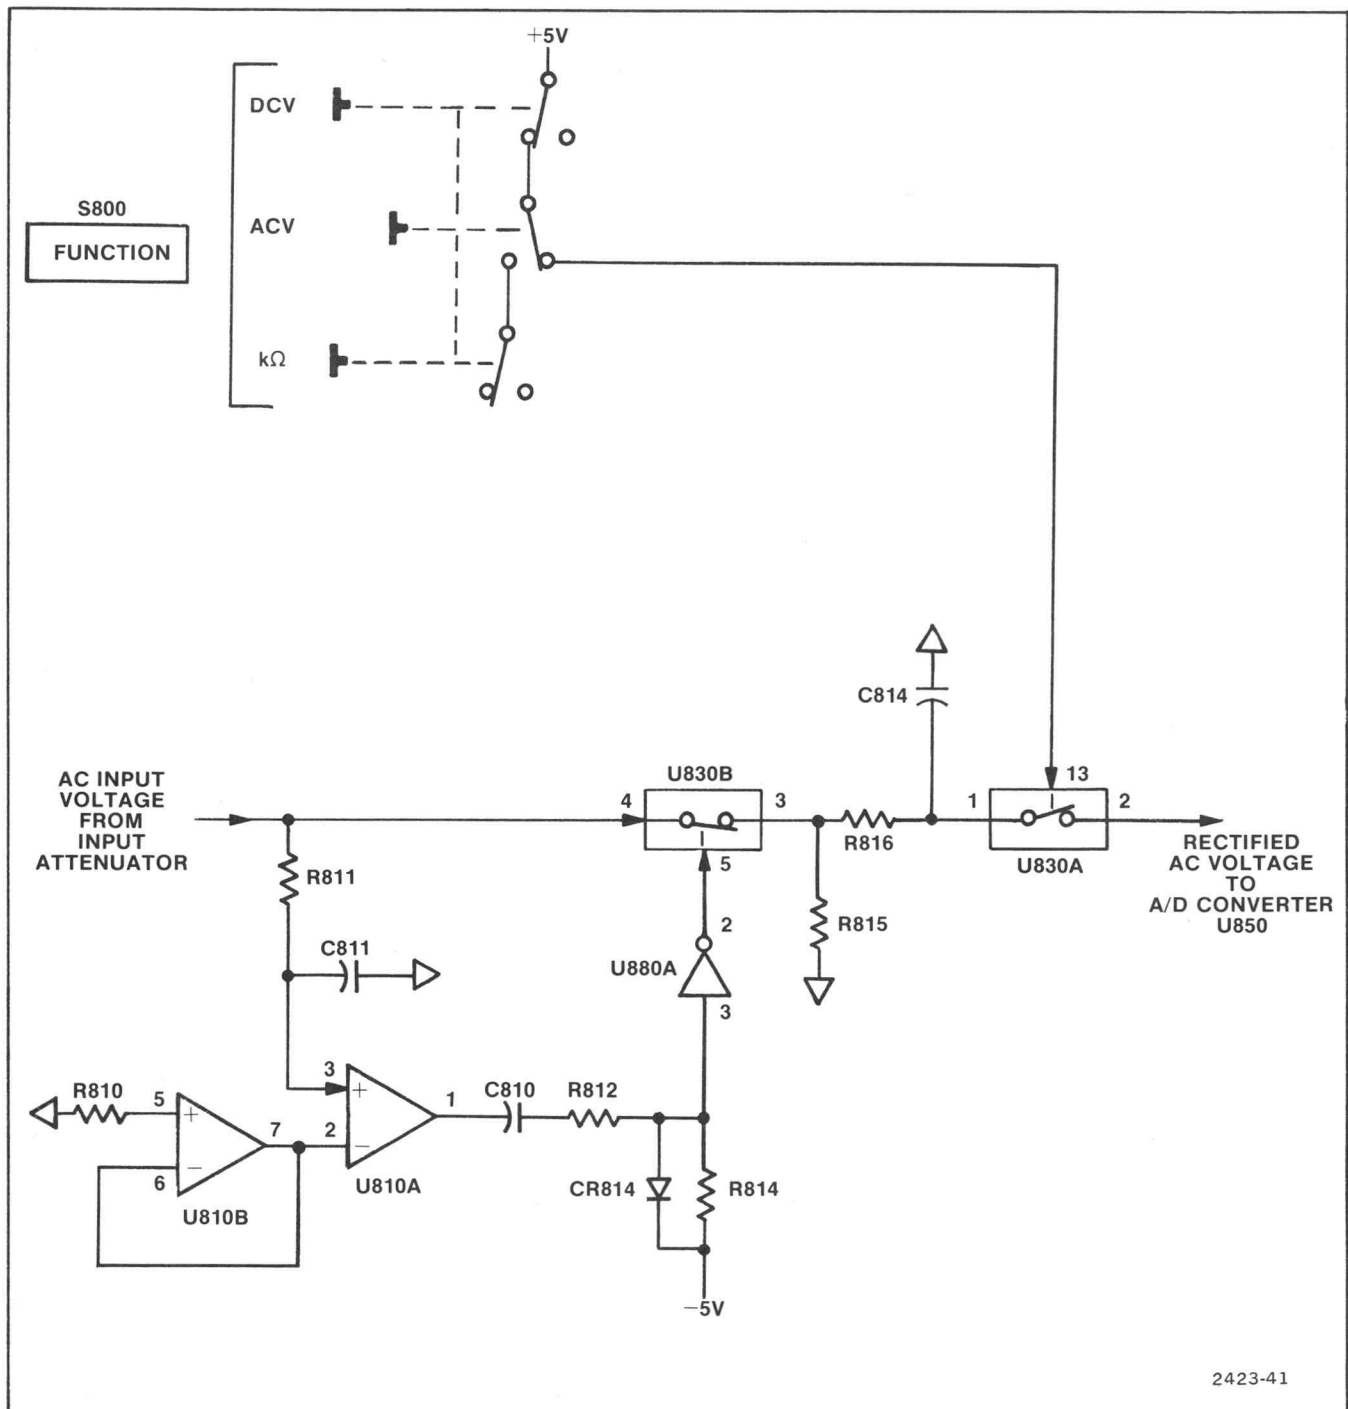 +5V
DCV
S800
FUNCTION
ACV
kΩ
C814
AC INPUT
VOLTAGE
FROM
INPUT
ATTENUATOR
U830B
4
3
5
R816
1
13
2
U830A
RECTIFIED
AC VOLTAGE
TO
A/D CONVERTER
U850
R811
C811
R815
2
U880A
3
R810
5
+
7
−
6
U810B
3
+
2
−
1
U810A
C810
R812
CR814
R814
−5V
2423-41